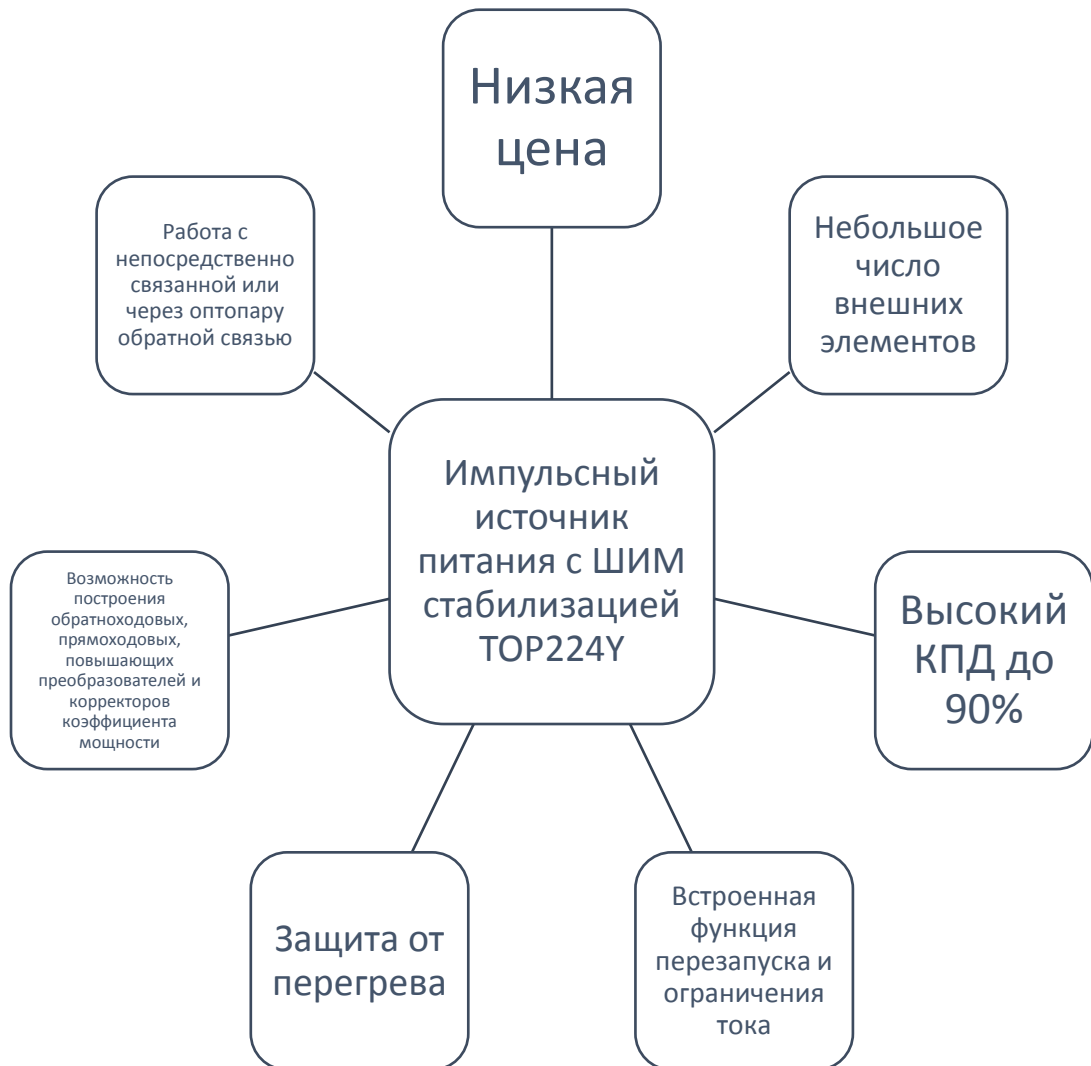 Низкая
цена
Небольшое
число
внешних
элементов
Высокий
КПД до
90%
Встроенная
функция
перезапуска и
ограничения
тока
Защита от
перегрева
Возможность
построения
обратноходовых,
прямоходовых,
повышающих
преобразователей и
корректоров
коэффициента
мощности
Работа с
непосредственно
связанной или
через оптопару
обратной связью
Импульсный
источник
питания с ШИМ
стабилизацией
TOP224Y